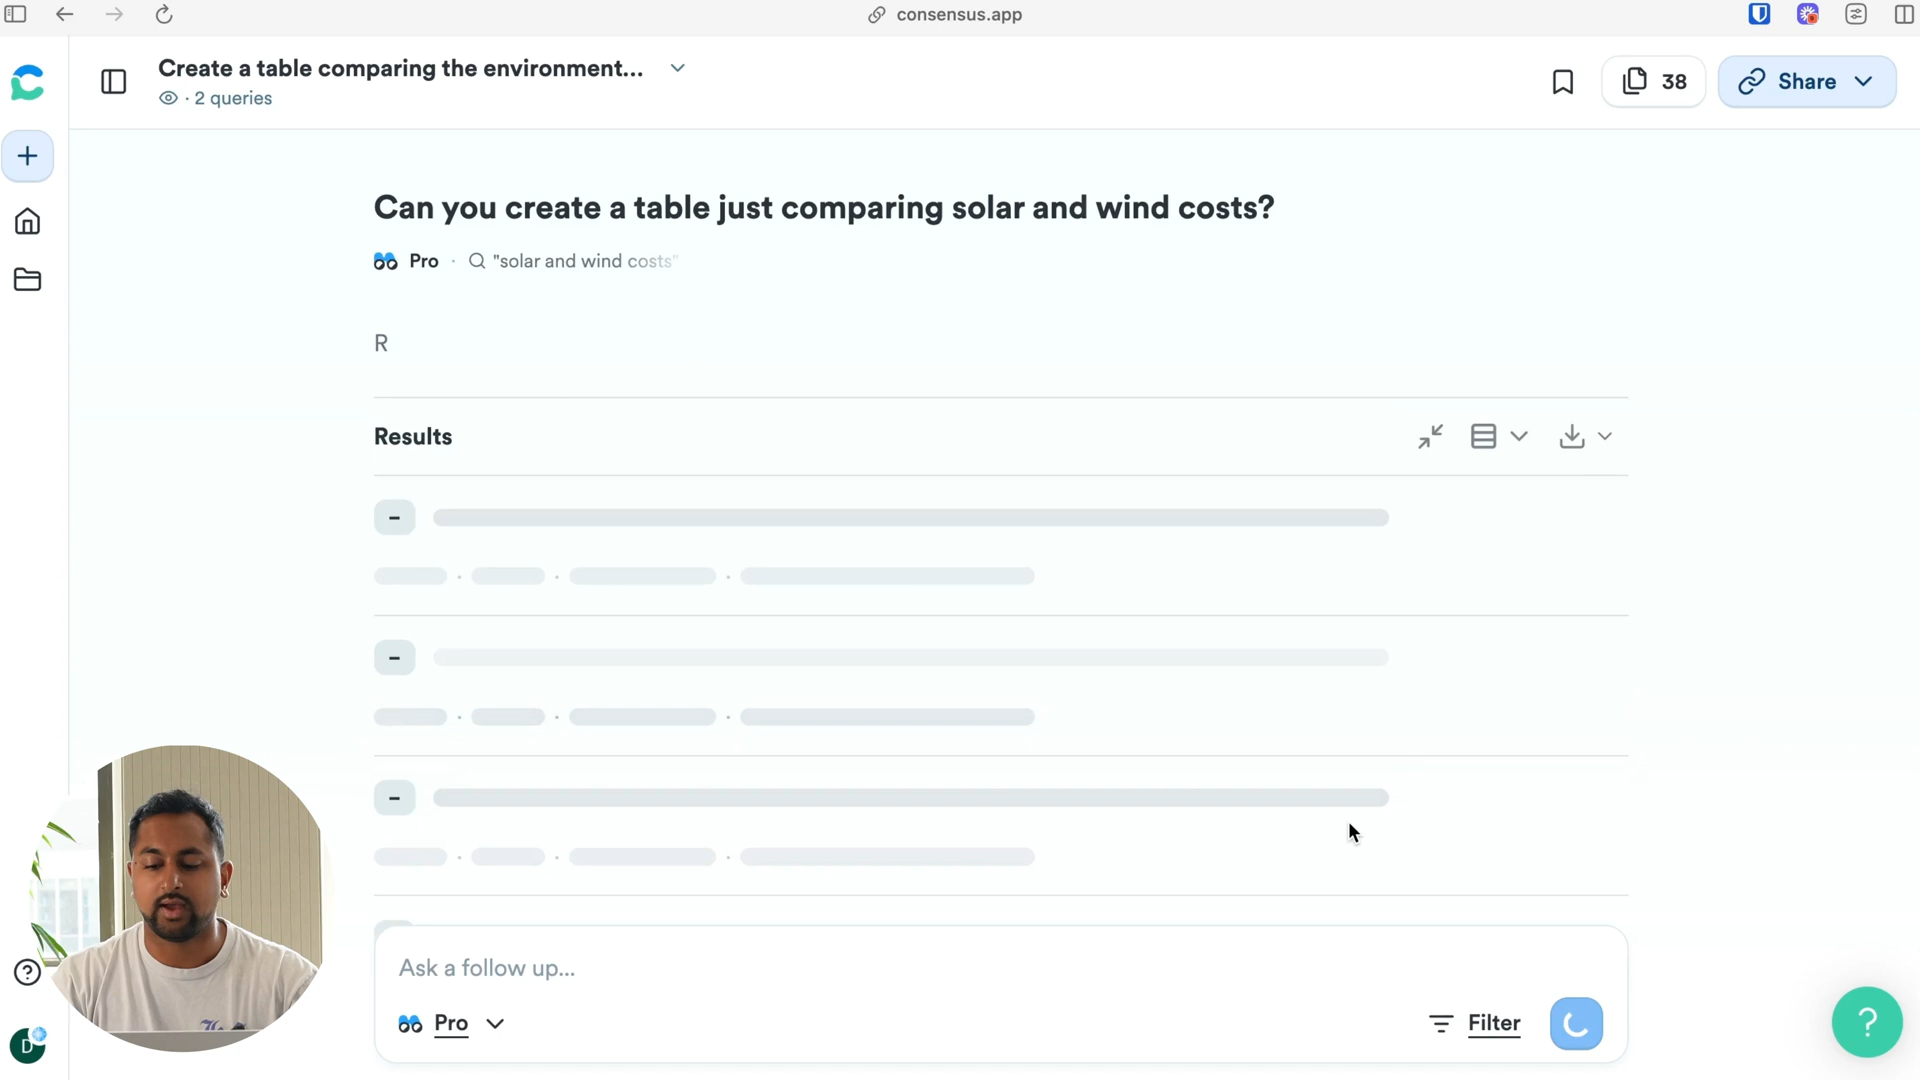 consensus.app
Create a table comparing the environment...
· 2 queries
38
Share
Can you create a table just comparing solar and wind costs?
Pro · "solar and wind costs"
R
Results
Ask a follow up...
Pro
Filter
?
?
D